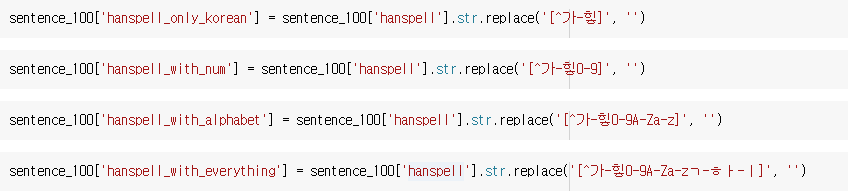 sentence_100['hanspell_only_korean'] = sentence_100['hanspell'].str.replace('[^가-힣]', '')
sentence_100['hanspell_with_num'] = sentence_100['hanspell'].str.replace('[^가-힣0-9]', '')
sentence_100['hanspell_with_alphabet'] = sentence_100['hanspell'].str.replace('[^가-힣0-9A-Za-z]', '')
sentence_100['hanspell_with_everything'] = sentence_100['hanspell'].str.replace('[^가-힣0-9A-Za-zㄱ-ㅎㅏ-ㅣ]', '')